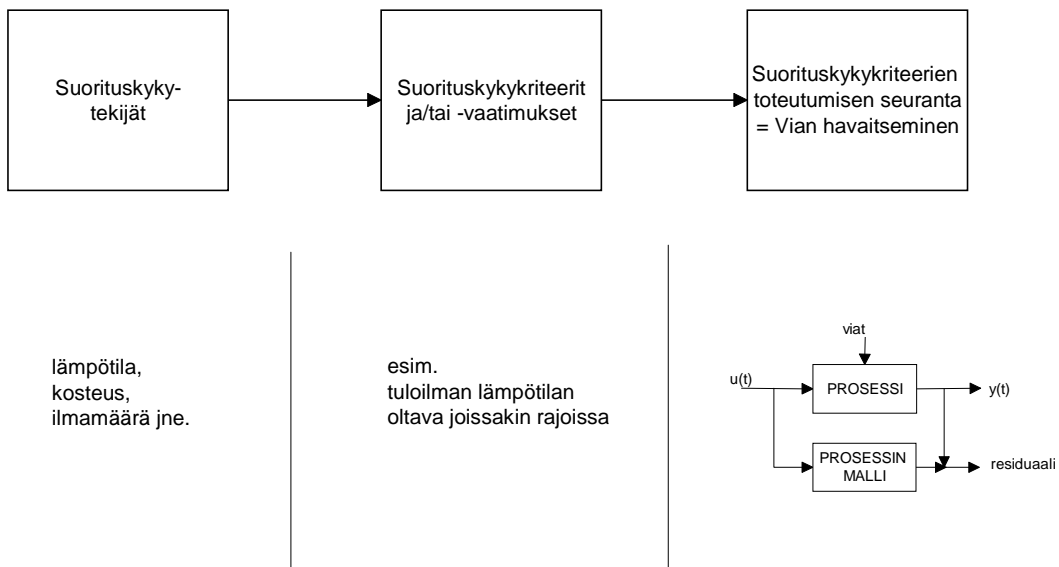 Suorituskyky-
tekijät
Suorituskykykriteerit
ja/tai -vaatimukset
Suorituskykykriteerien
toteutumisen seuranta
= Vian havaitseminen
lämpötila,
kosteus,
ilmamäärä jne.
esim.
tuloilman lämpötilan
oltava joissakin rajoissa
viat
u(t)
PROSESSI
y(t)
PROSESSIN
MALLI
residuaali